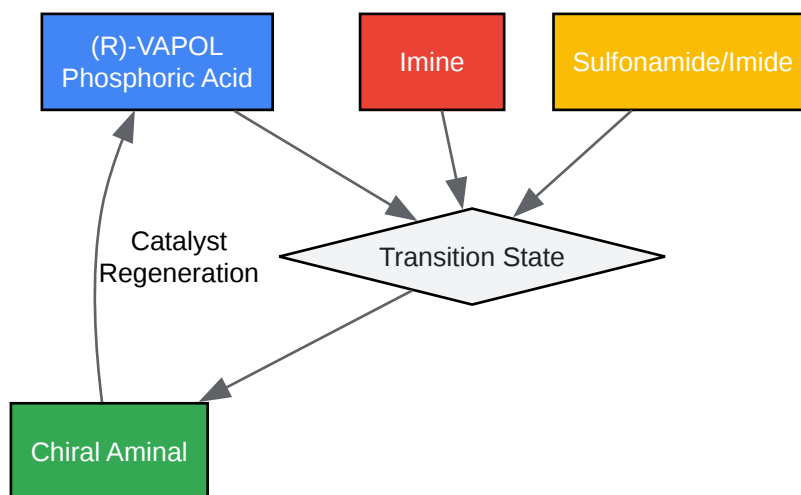 (R)-VAPOL
Phosphoric Acid
Imine
Sulfonamide/Imide
Catalyst
Regeneration
Transition State
Chiral Aminal